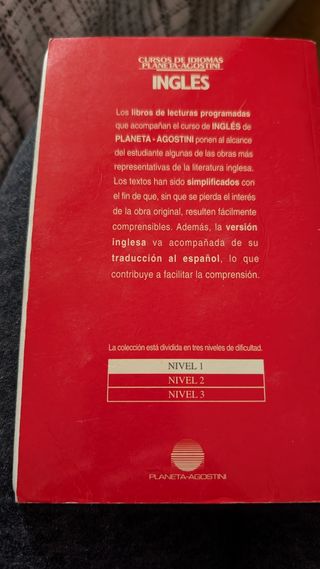 CURSOS DE IDIOMAS
PLANETA-AGOSTINI
INGLÉS
Los libros de lecturas programadas
que acompañan el curso de INGLÉS de
PLANETA - AGOSTINI ponen al alcance
del estudiante algunas de las obras más
representativas de la literatura inglesa.
Los textos han sido simplificados con
el fin de que, sin que se pierda el interés
de la obra original, resulten fácilmente
comprensibles. Además, la versión
inglesa va acompañada de su
traducción al español, lo que
contribuye a facilitar la comprensión.
La colección está dividida en tres niveles de dificultad.
NIVEL 1
NIVEL 2
NIVEL 3
PLANETA-AGOSTINI